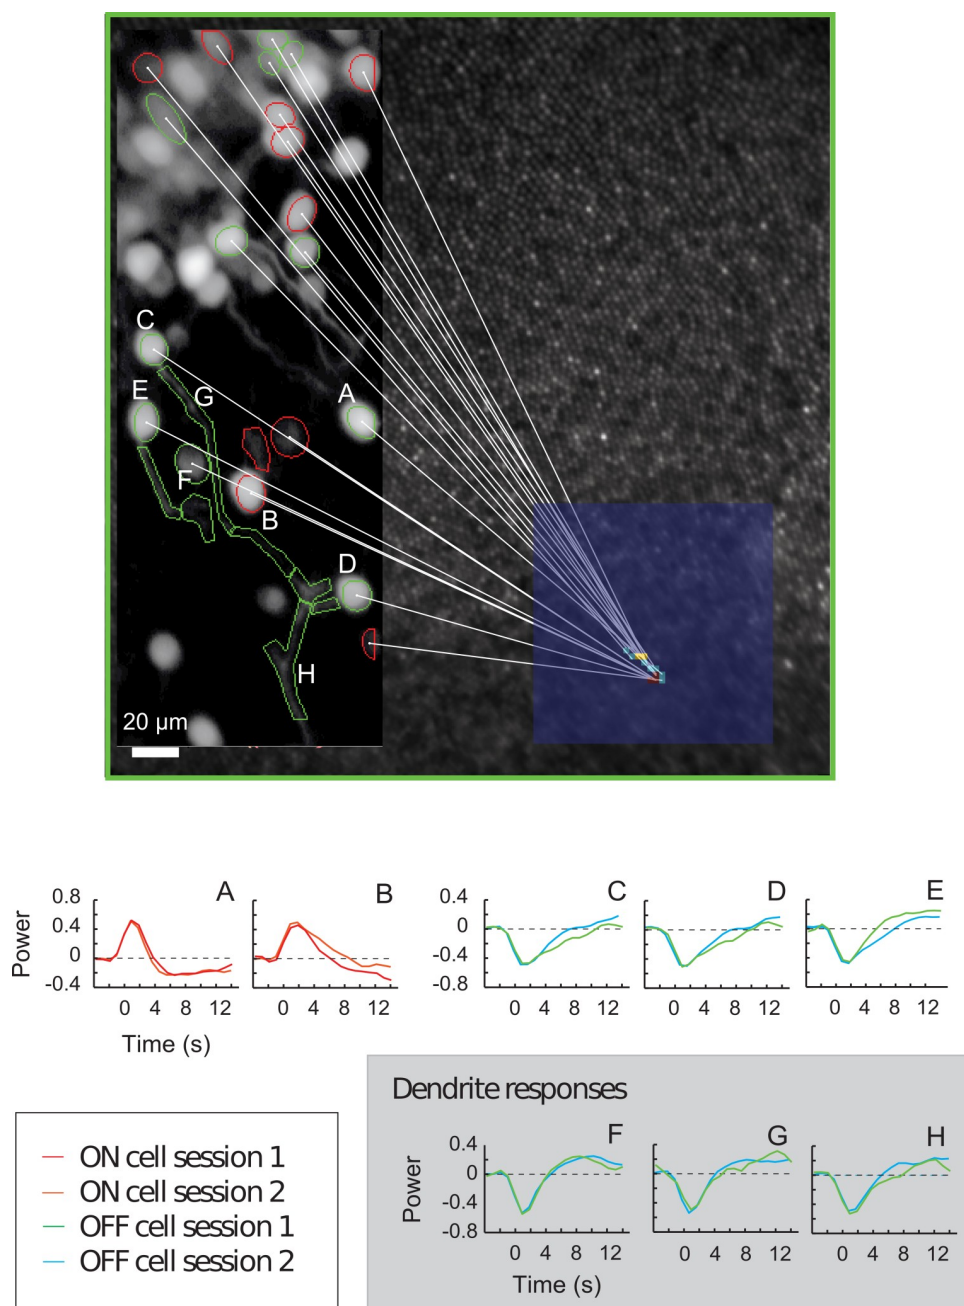 C
E
G
A
F
B
D
H
20 µm
A
B
C
D
E
0.8
0.4
0
-0.4
Power
0 4 8 12
0 4 8 12
Time (s)
0.4
0
-0.4
-0.8
0 4 8 12
0 4 8 12
0 4 8 12
Dendrite responses
F
G
H
0.4
0
-0.4
-0.8
Power
0 4 8 12
0 4 8 12
0 4 8 12
Time (s)
ON cell session 1
ON cell session 2
OFF cell session 1
OFF cell session 2